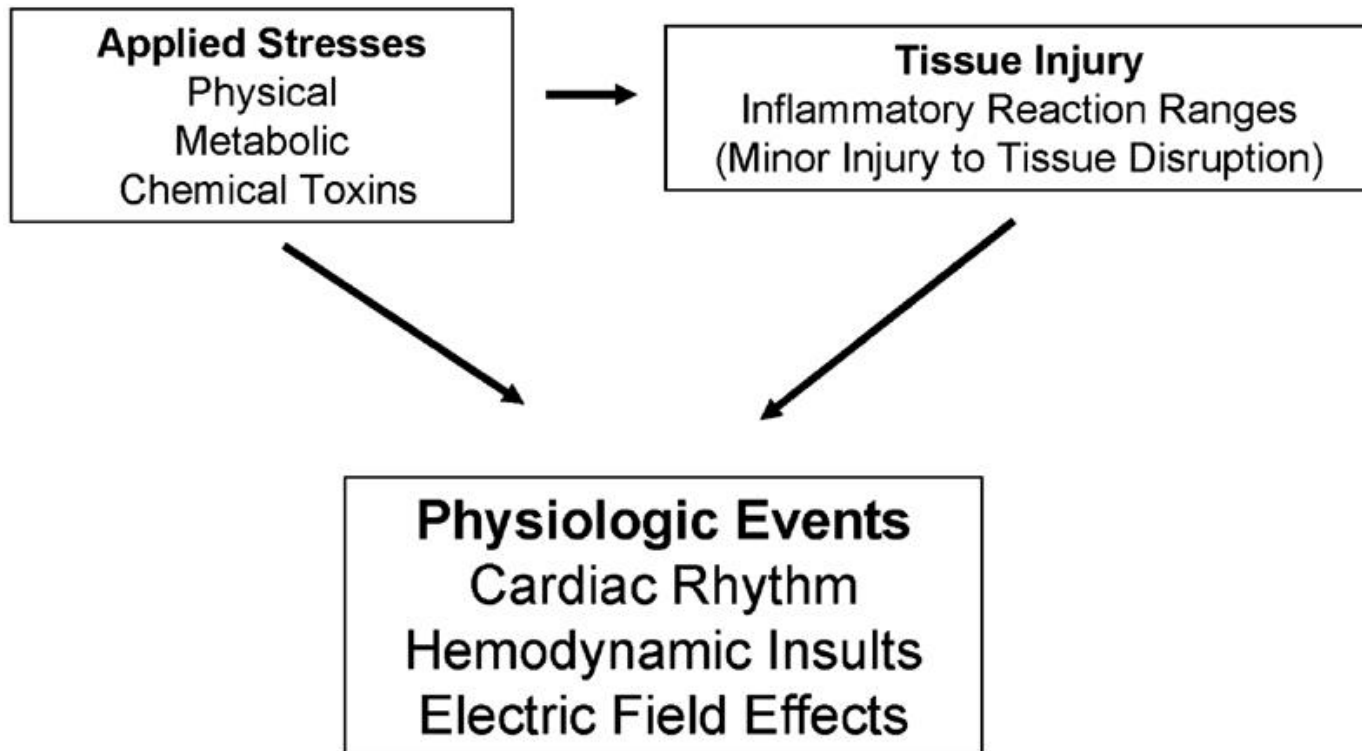 Applied Stresses
Physical
Metabolic
Chemical Toxins
Tissue Injury
Inflammatory Reaction Ranges
(Minor Injury to Tissue Disruption)
Physiologic Events
Cardiac Rhythm
Hemodynamic Insults
Electric Field Effects